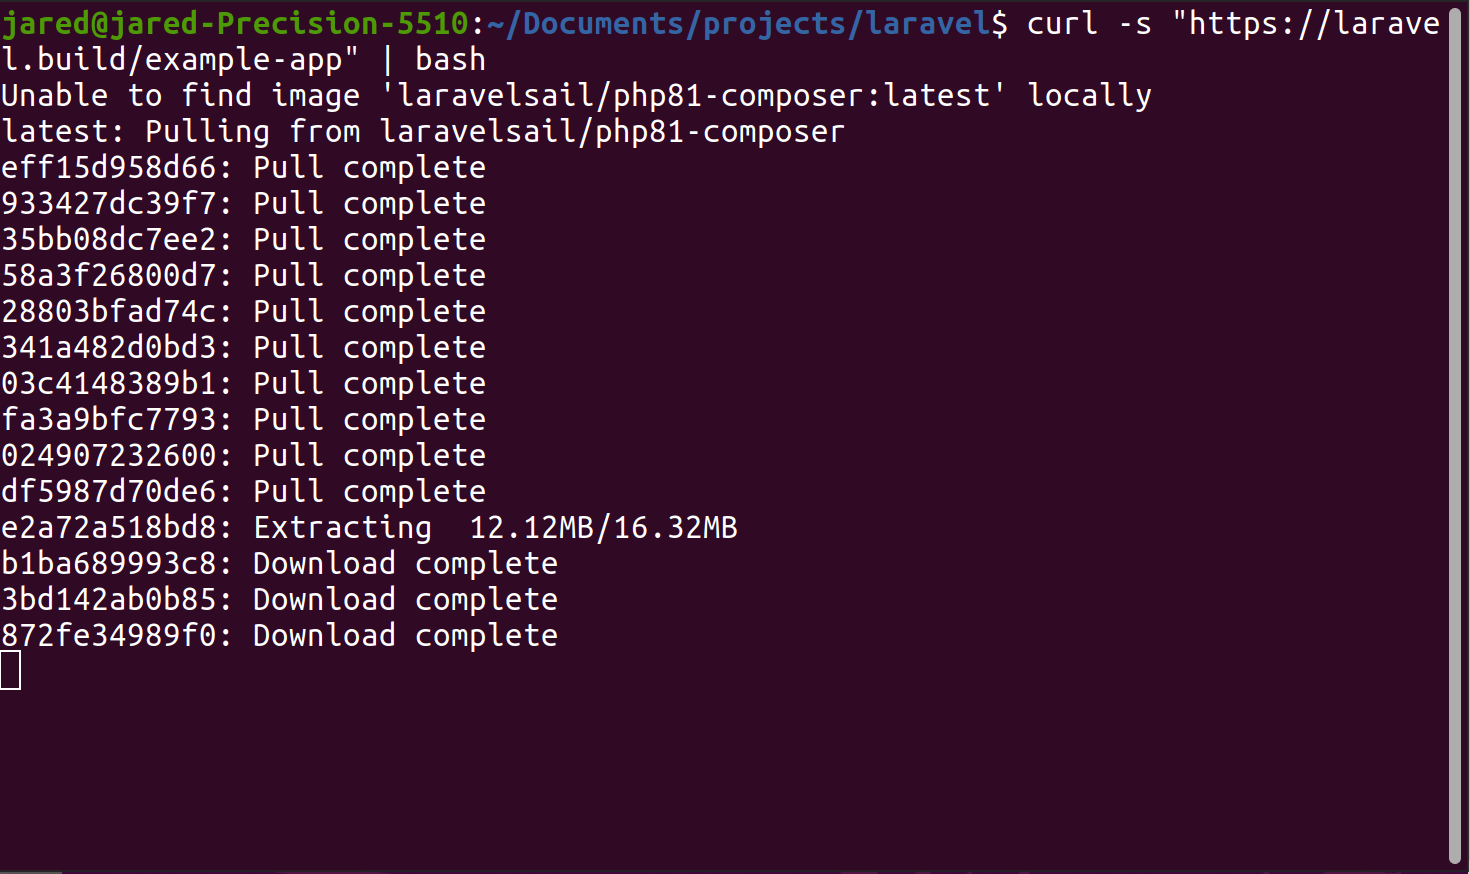 jared@jared-Precision-5510:~/Documents/projects/laravel$ curl -s "https://larave
l.build/example-app" | bash
Unable to find image 'laravelsail/php81-composer:latest' locally
latest: Pulling from laravelsail/php81-composer
eff15d958d66: Pull complete
933427dc39f7: Pull complete
35bb08dc7ee2: Pull complete
58a3f26800d7: Pull complete
28803bfad74c: Pull complete
341a482d0bd3: Pull complete
03c4148389b1: Pull complete
fa3a9bfc7793: Pull complete
024907232600: Pull complete
df5987d70de6: Pull complete
e2a72a518bd8: Extracting  12.12MB/16.32MB
b1ba689993c8: Download complete
3bd142ab0b85: Download complete
872fe34989f0: Download complete